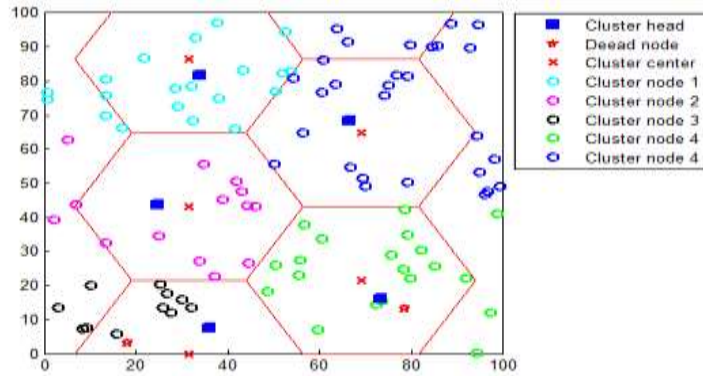 100
90
80
70
60
50
40
30
20
10
0
0
20
40
60
80
100
Cluster head
Deead node
Cluster center
Cluster node 1
Cluster node 2
Cluster node 3
Cluster node 4
Cluster node 4